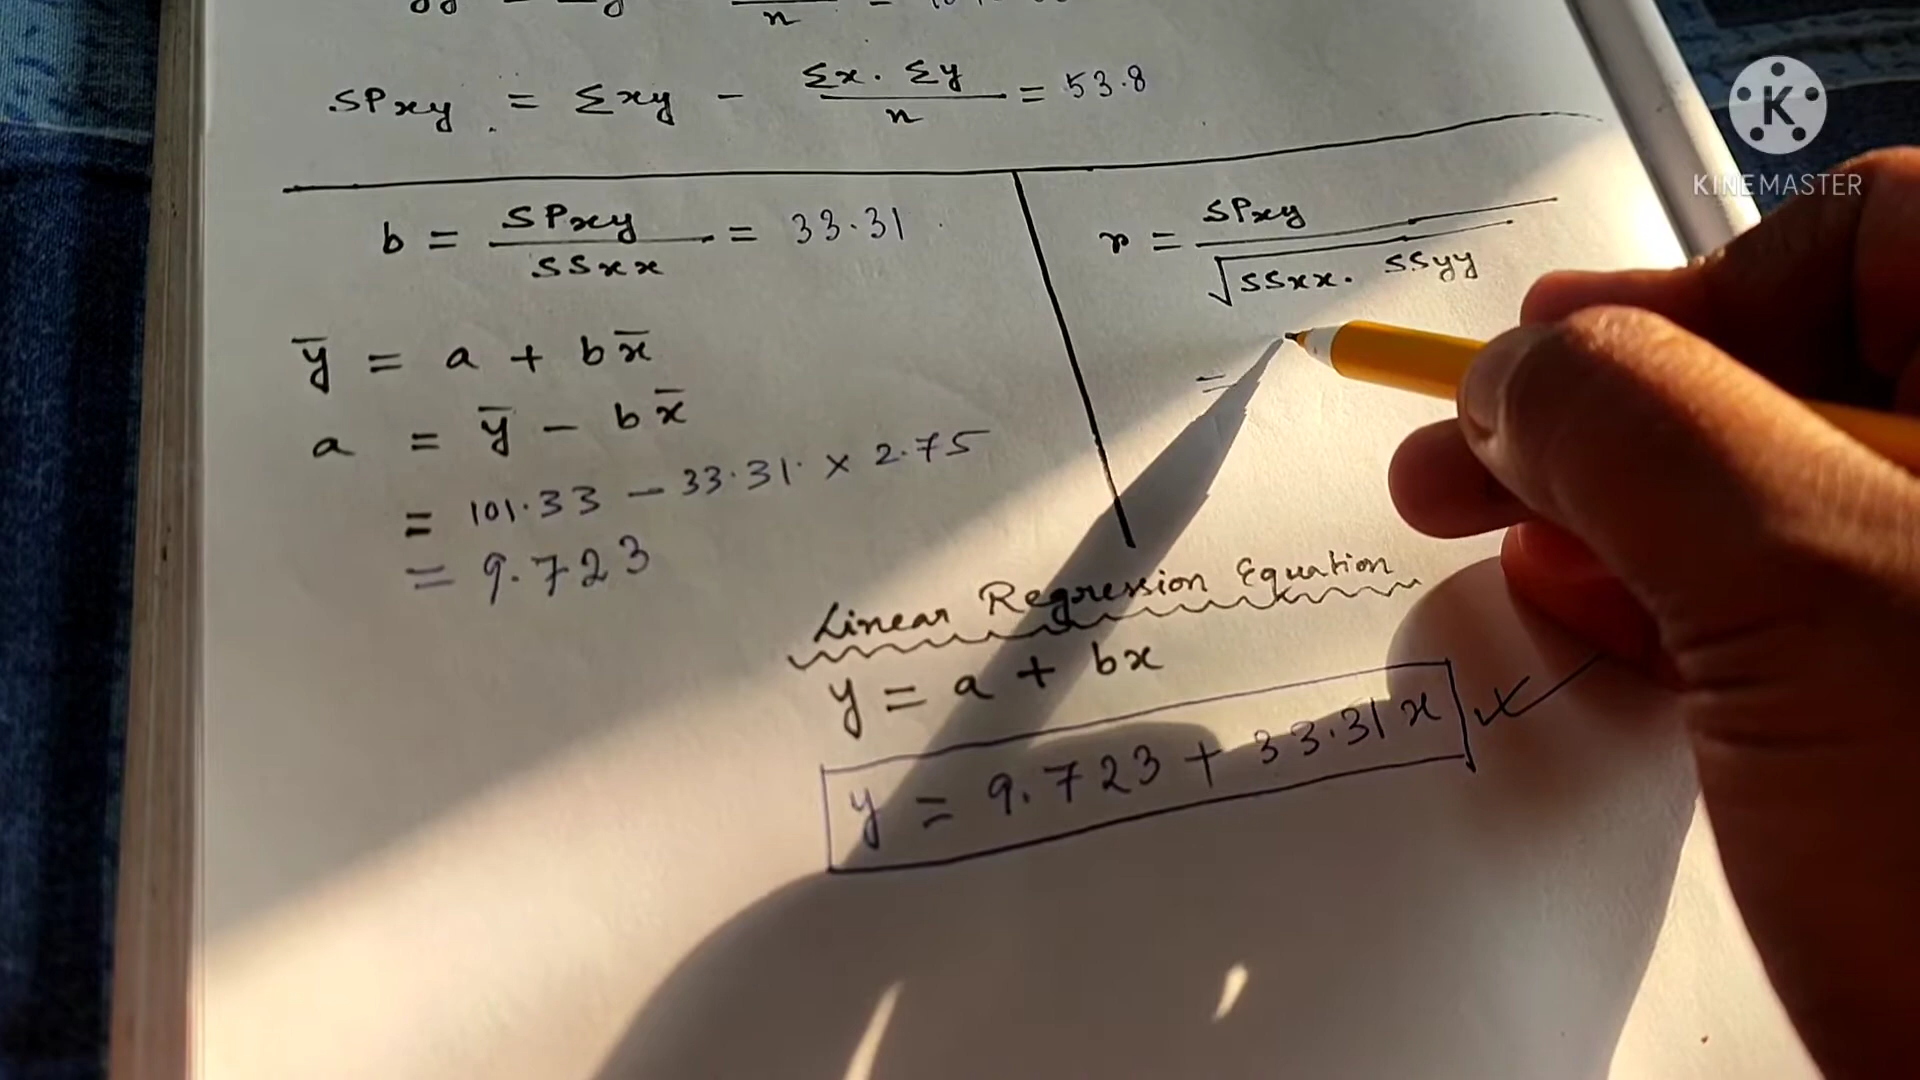 SPxy = Σxy - Σx. Σy / n = 53.8
b = SPxy / SSxx = 33.31
ȳ = a + bx̄
a = ȳ - bx̄
= 101.33 - 33.31 × 2.75
= 9.723
r = SPxy / √SSxx. SSyy
=
Linear Regression Equation
y = a + bx
y = 9.723 + 33.31x
K
KINEMASTER